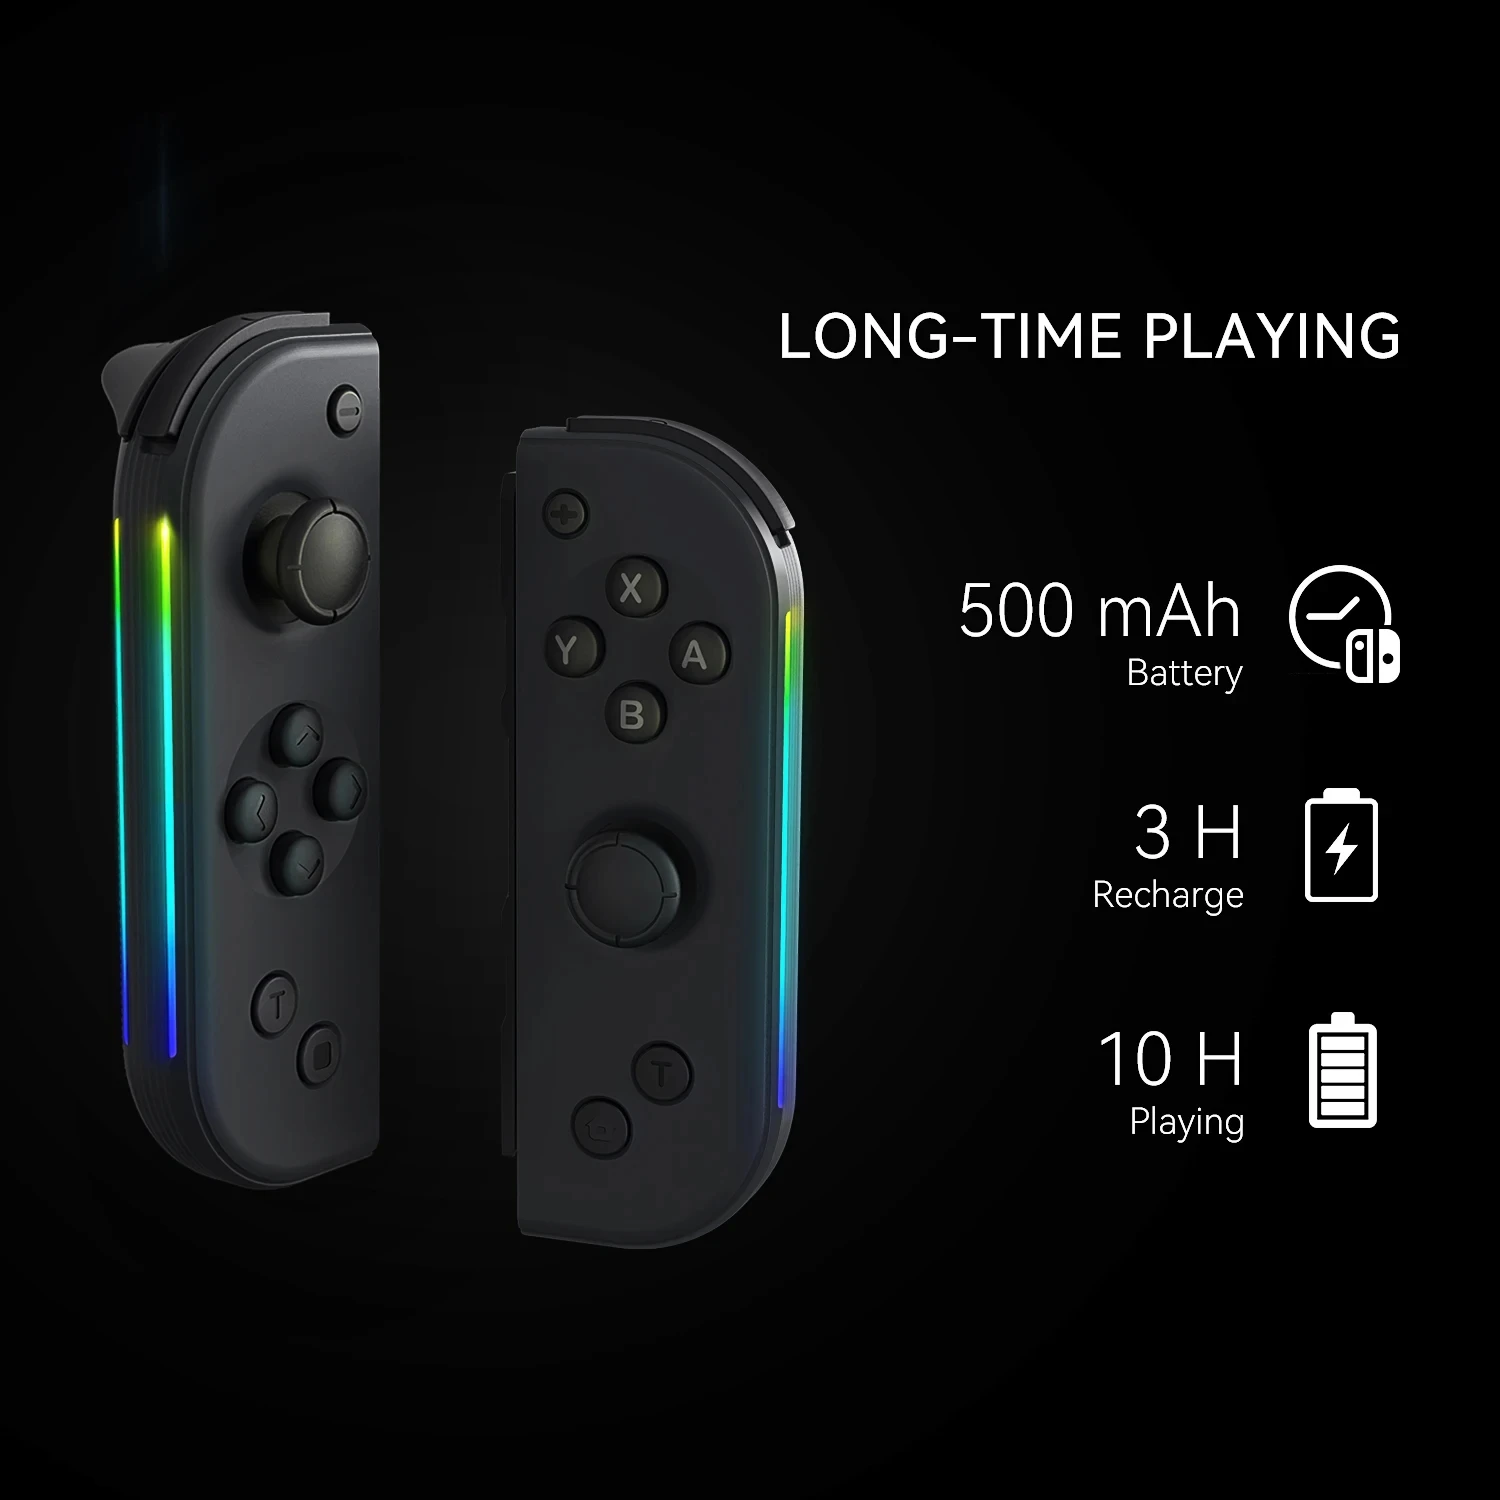 LONG-TIME PLAYING
500 mAh
Battery
3 H
Recharge
10 H
Playing
X
Y
A
B
T
T